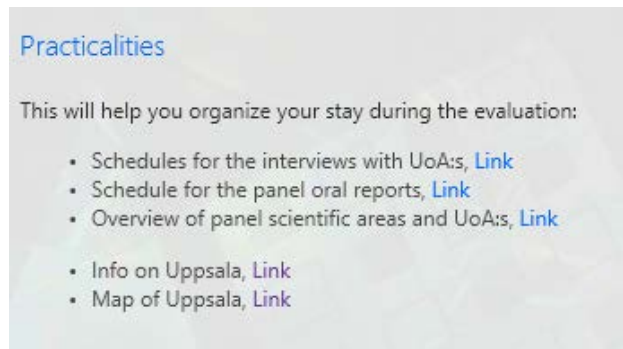 Practicalities
This will help you organize your stay during the evaluation:
• Schedules for the interviews with UoA:s, Link
• Schedule for the panel oral reports, Link
• Overview of panel scientific areas and UoA:s, Link
• Info on Uppsala, Link
• Map of Uppsala, Link